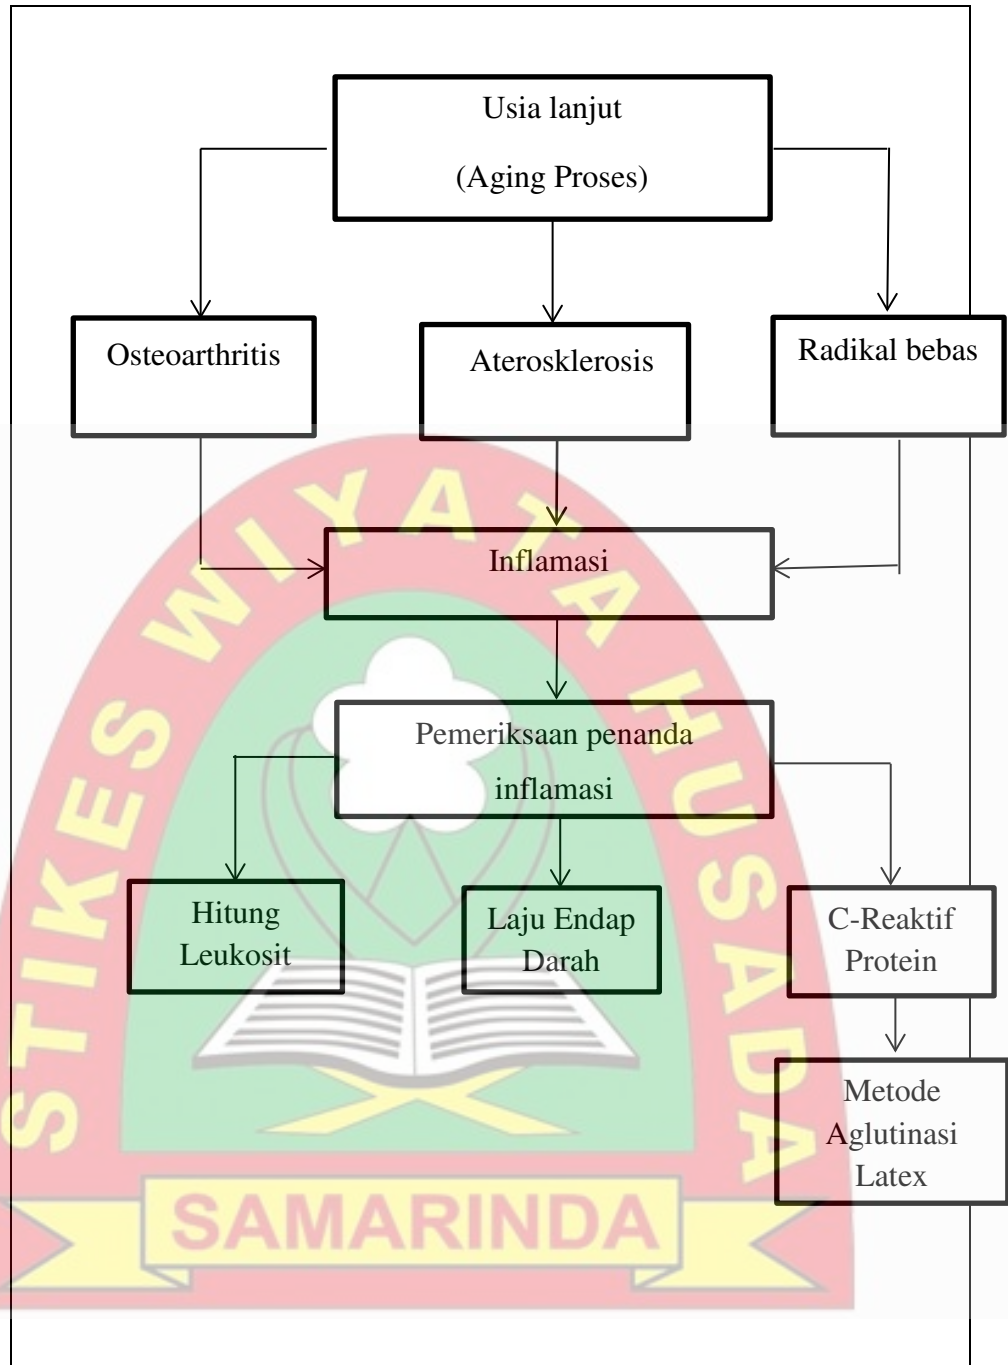 Usia lanjut
(Aging Proses)
Osteoarthritis
Aterosklerosis
Radikal bebas
Inflamasi
Pemeriksaan penanda
inflamasi
Hitung
Leukosit
Laju Endap
Darah
C-Reaktif
Protein
Metode
Aglutinasi
Latex
STIKES WIYATA HUSADA
SAMARINDA